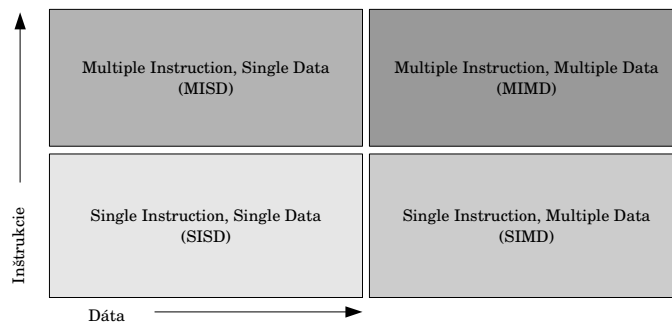 Multiple Instruction, Single Data
(MISD)
Multiple Instruction, Multiple Data
(MIMD)
Single Instruction, Single Data
(SISD)
Single Instruction, Multiple Data
(SIMD)
Inštrukcie
Dáta